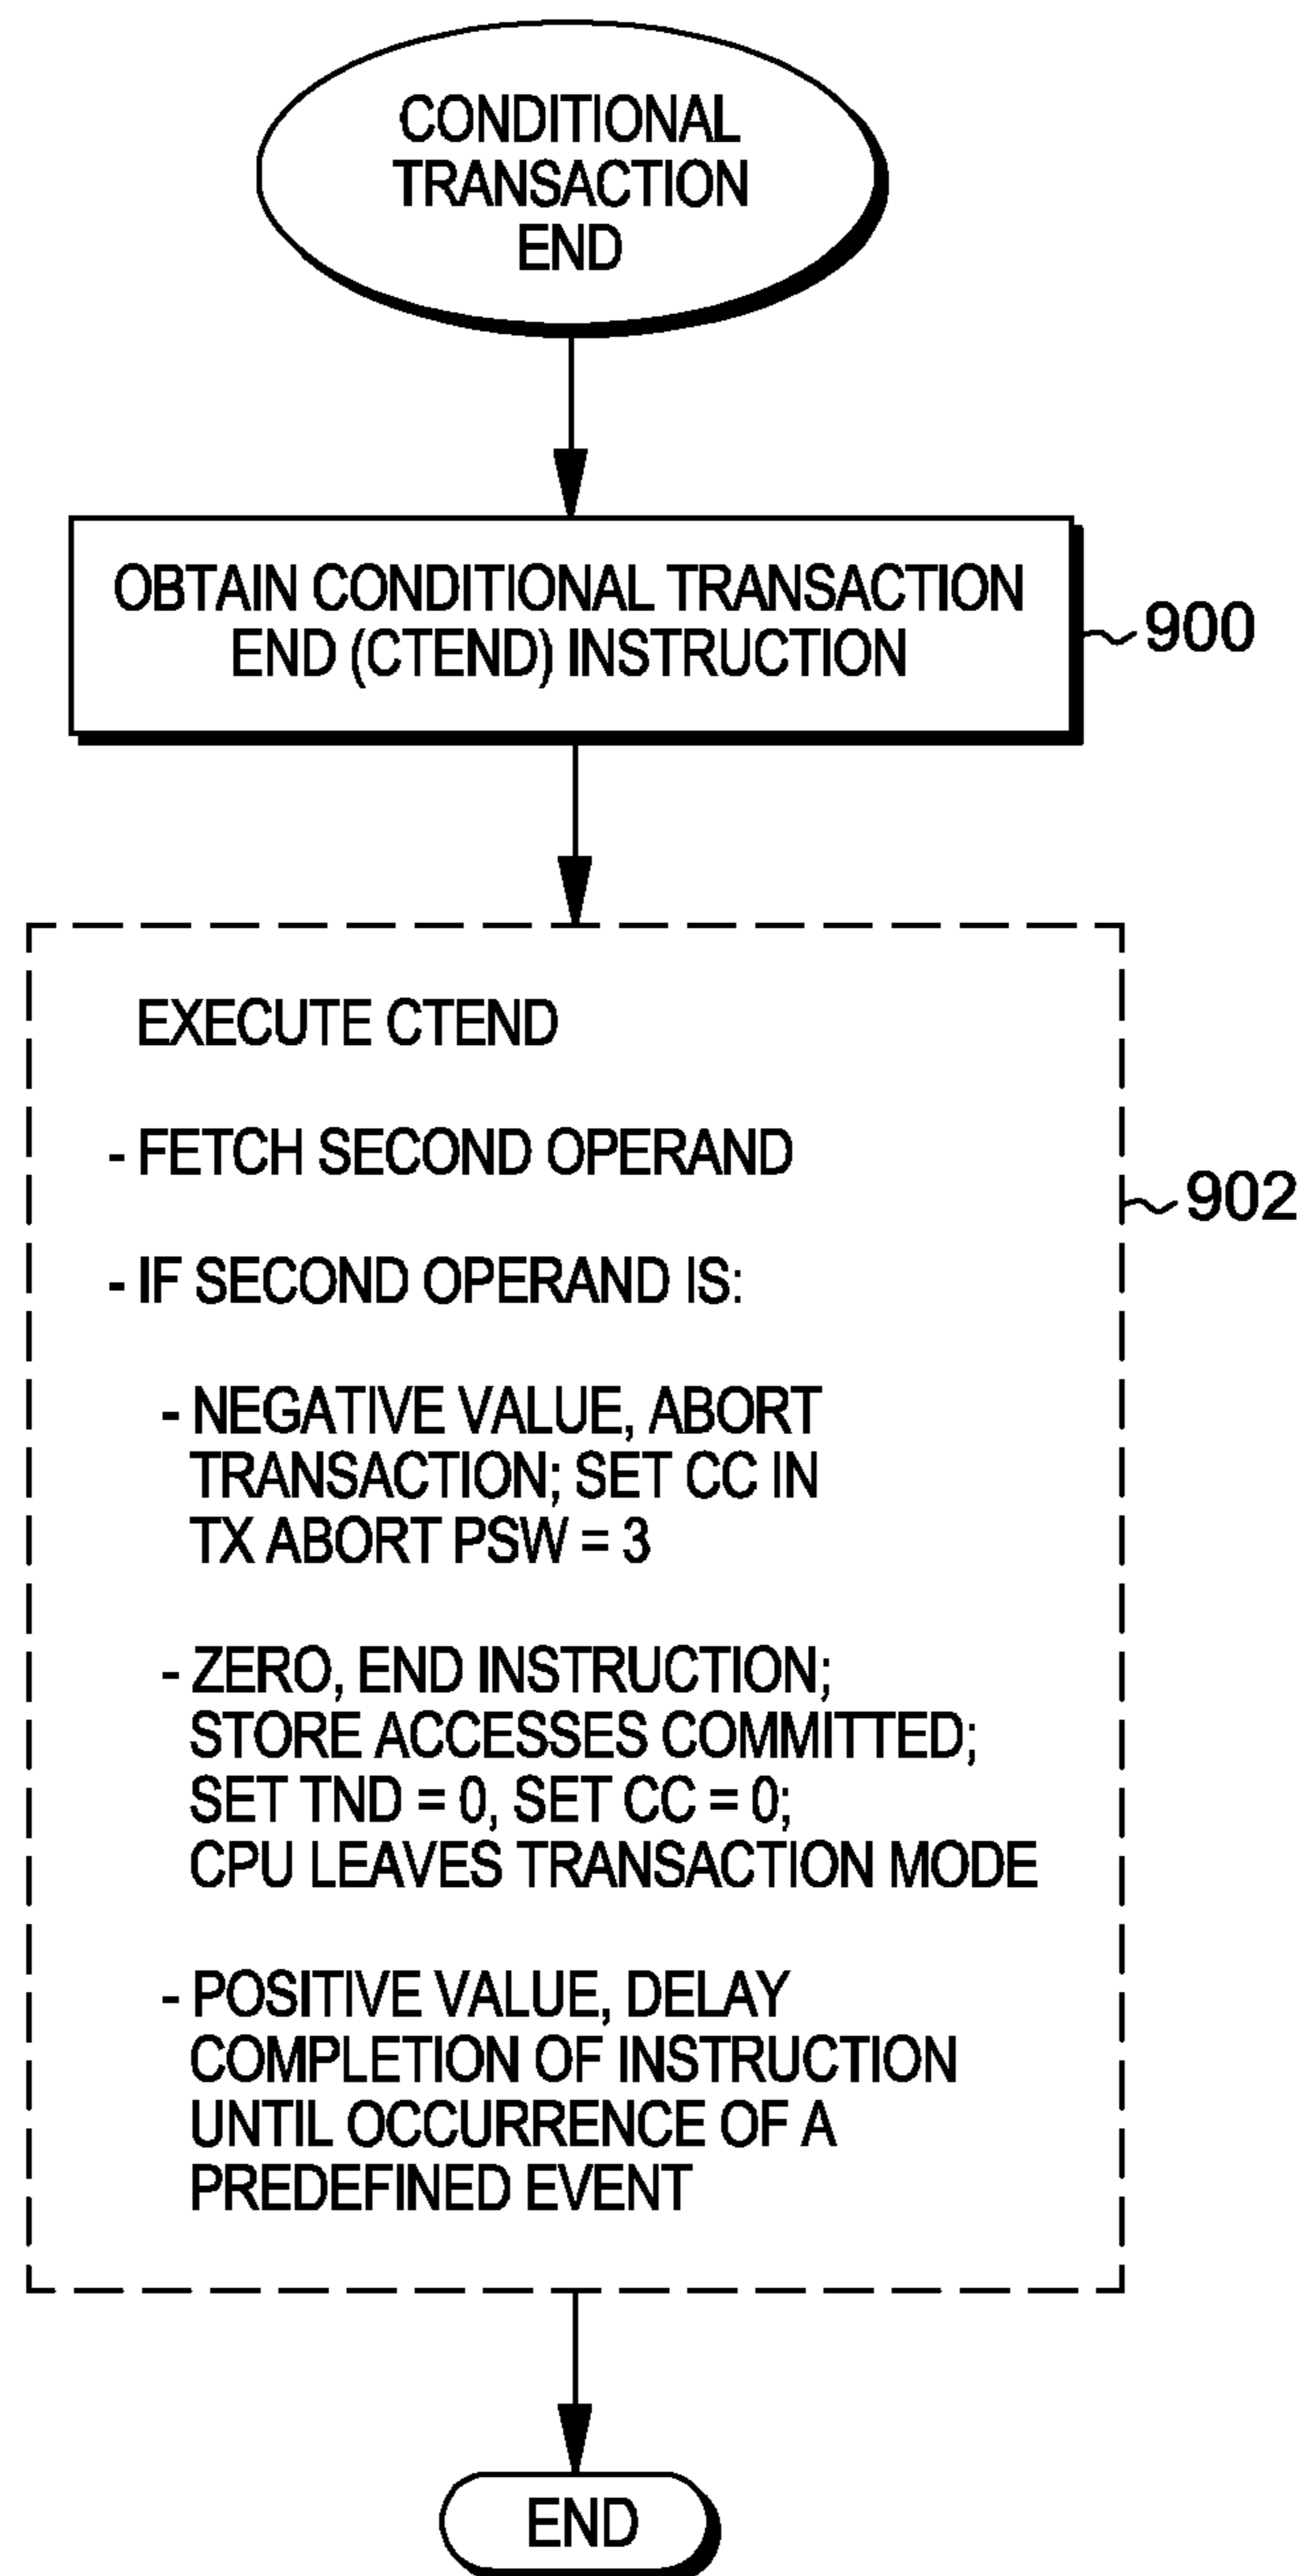 CONDITIONAL
TRANSACTION
END
OBTAIN CONDITIONAL TRANSACTION
END (CTEND) INSTRUCTION
900
EXECUTE CTEND
- FETCH SECOND OPERAND
902
- IF SECOND OPERAND IS:
- NEGATIVE VALUE, ABORT
TRANSACTION; SET CC IN
TX ABORT PSW = 3
- ZERO, END INSTRUCTION;
STORE ACCESSES COMMITTED;
SET TND = 0, SET CC = 0;
CPU LEAVES TRANSACTION MODE
- POSITIVE VALUE, DELAY
COMPLETION OF INSTRUCTION
UNTIL OCCURRENCE OF A
PREDEFINED EVENT
END